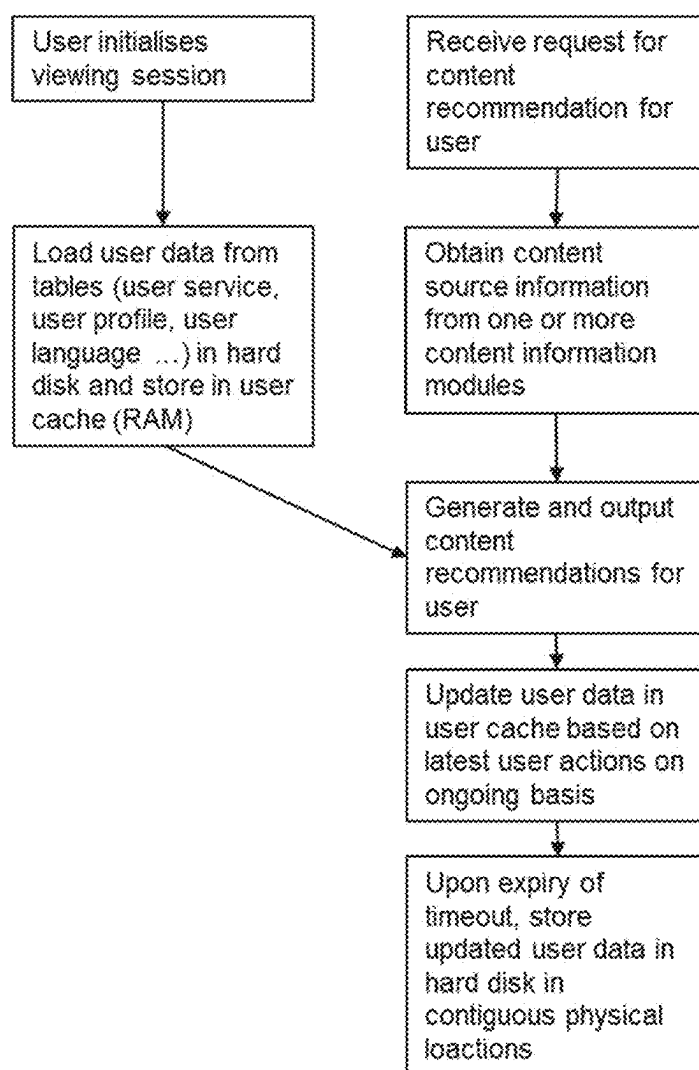 User initialises
viewing session
Load user data from
tables (user service,
user profile, user
language ...) in hard
disk and store in user
cache (RAM)
Receive request for
content
recommendation for
user
Obtain content
source information
from one or more
content information
modules
Generate and output
content
recommendations for
user
Update user data in
user cache based on
latest user actions on
ongoing basis
Upon expiry of
timeout, store
updated user data in
hard disk in
contiguous physical
loactions